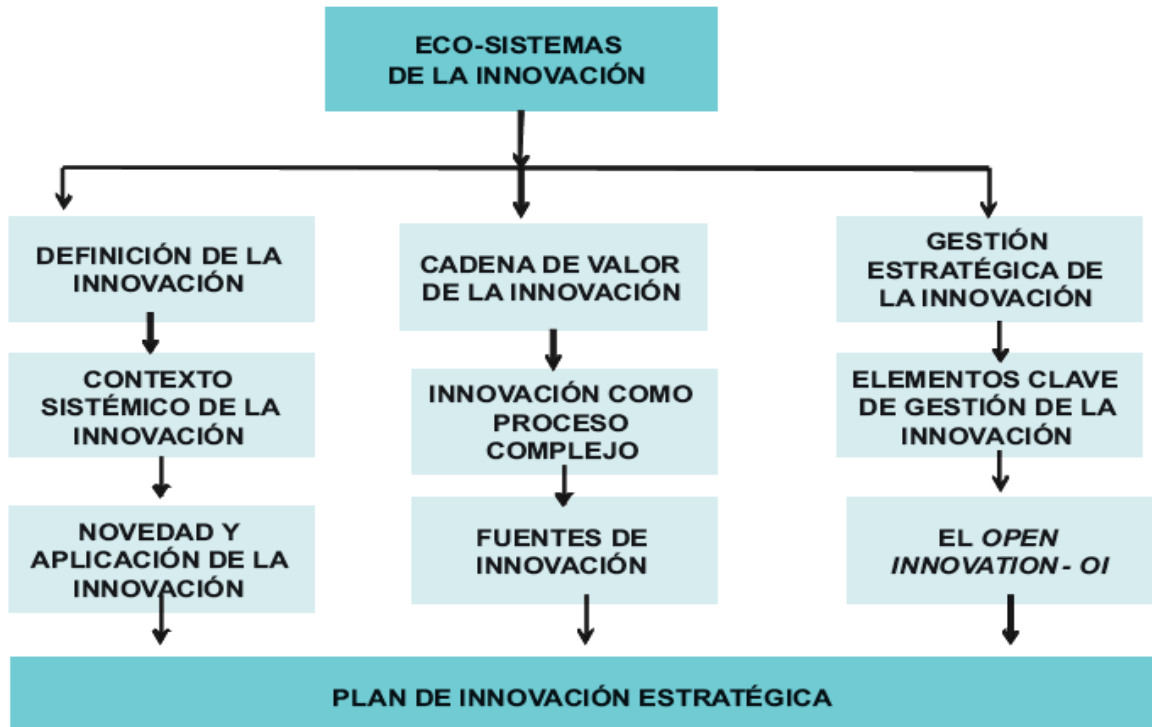 ECO-SISTEMAS
DE LA INNOVACIÓN
DEFINICIÓN DE LA
INNOVACIÓN
CONTEXTO
SISTÉMICO DE LA
INNOVACIÓN
NOVEDAD Y
APLICACIÓN DE LA
INNOVACIÓN
CADENA DE VALOR
DE LA INNOVACIÓN
INNOVACIÓN COMO
PROCESO
COMPLEJO
FUENTES DE
INNOVACIÓN
GESTIÓN
ESTRATÉGICA DE
LA INNOVACIÓN
ELEMENTOS CLAVE
DE GESTIÓN DE LA
INNOVACIÓN
EL OPEN
INNOVATION - OI
PLAN DE INNOVACIÓN ESTRATÉGICA